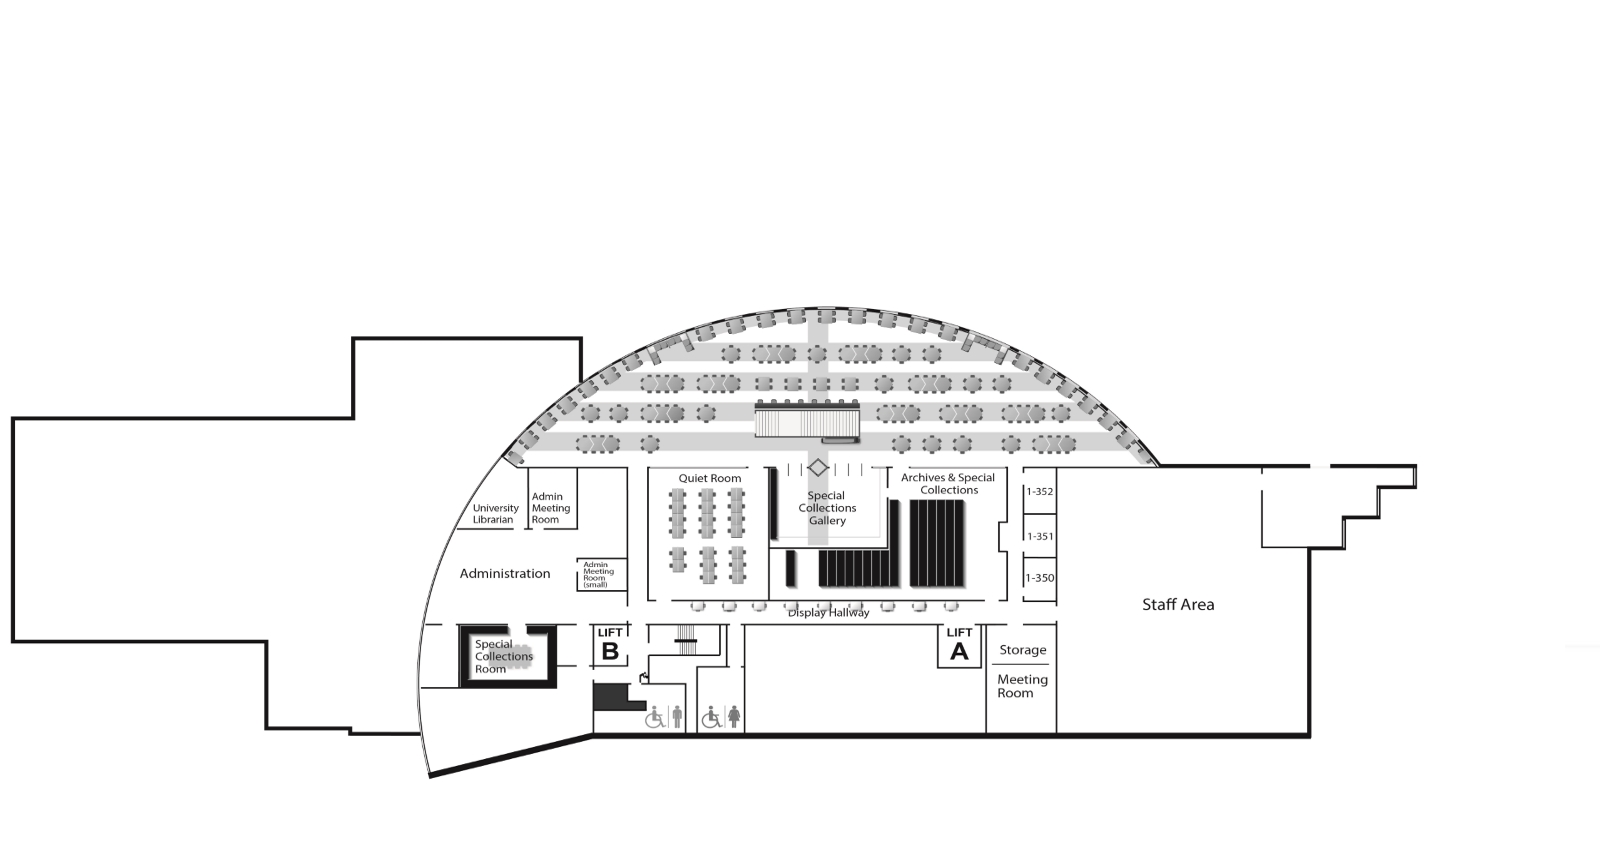 Quiet Room
Archives & Special
Collections
Special
Collections
Gallery
1-352
1-351
1-350
University
Librarian
Admin
Meeting
Room
Administration
Admin
Meeting
Room
(small)
Display Hallway
Staff Area
Special
Collections
Room
LIFT
B
LIFT
A
Storage
Meeting
Room